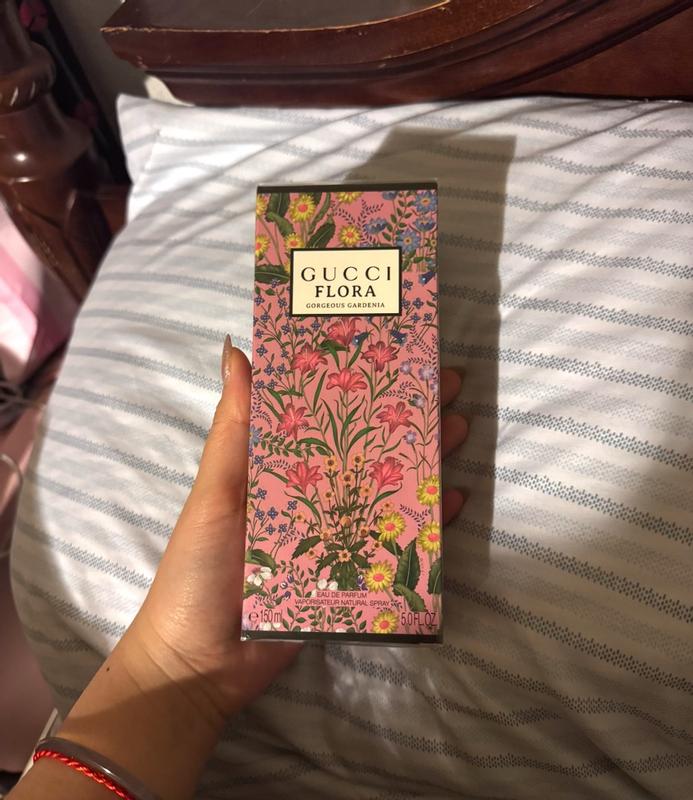 GUCCI
FLORA
GORGEOUS GARDENIA
EAU DE PARFUM
VAPORISATEUR NATURAL SPRAY
℮ 150 ml 5.0 FL.OZ